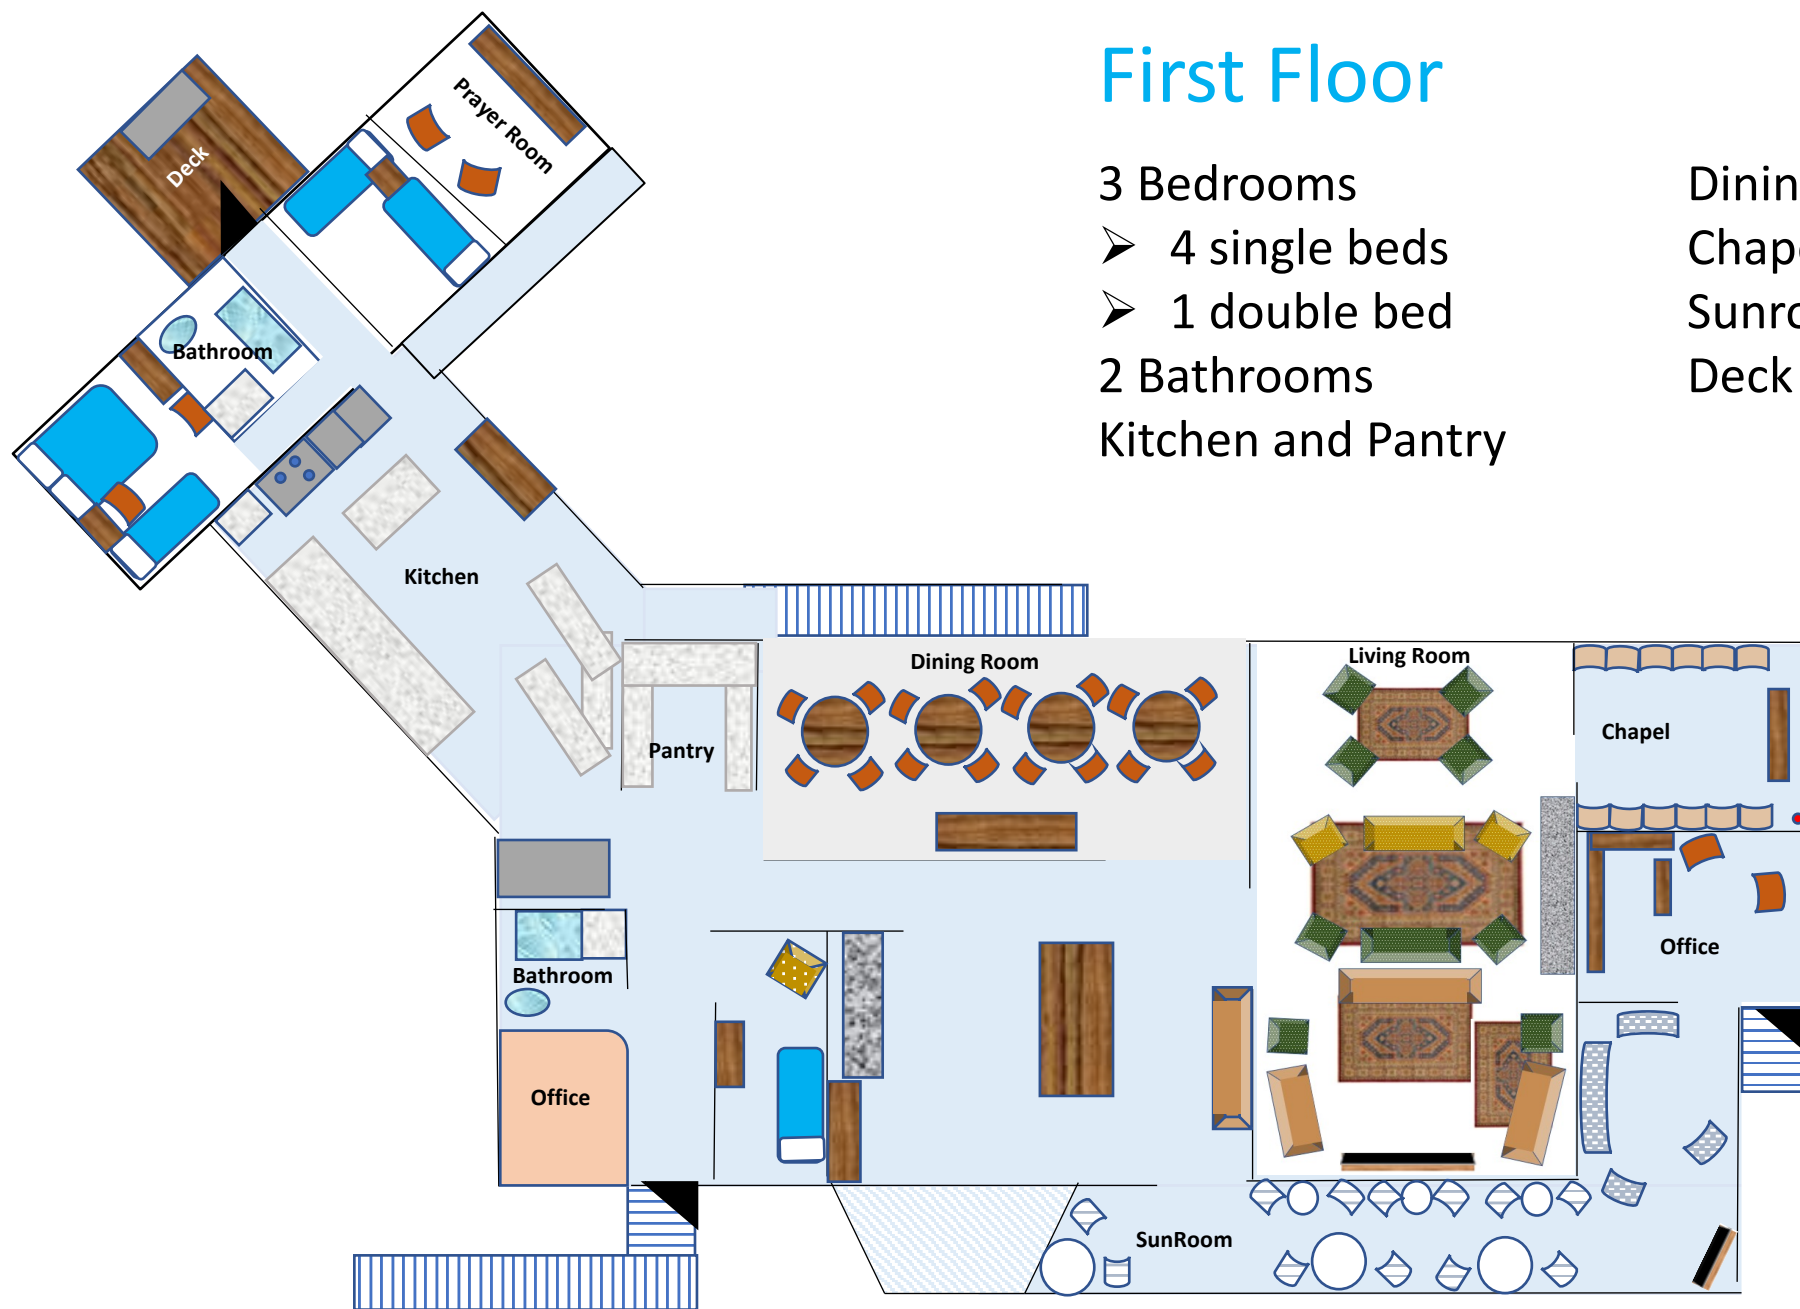 First Floor
3 Bedrooms
➢ 4 single beds
➢ 1 double bed
2 Bathrooms
Kitchen and Pantry
Deck
Prayer Room
Deck
Bathroom
Kitchen
Pantry
Dining Room
Living Room
Chapel
Office
Bathroom
Office
SunRoom